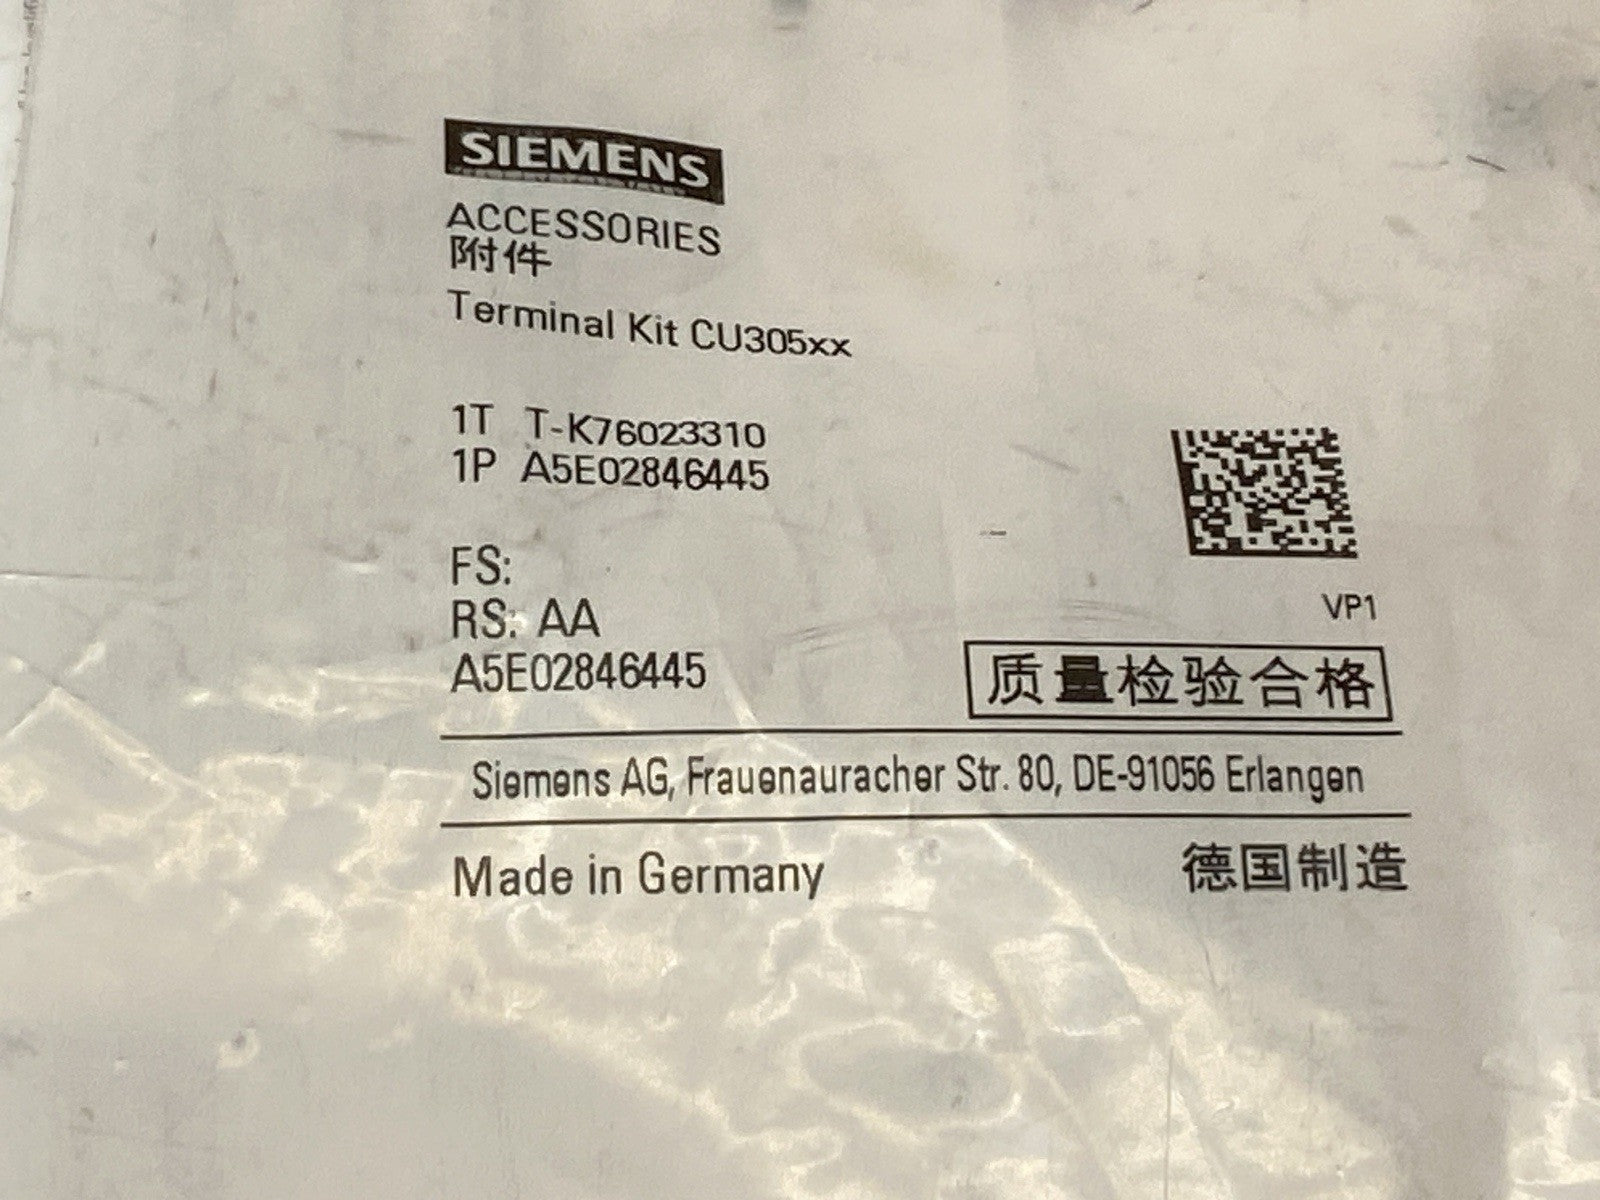 SIEMENS
ACCESSORIES
附件
Terminal Kit CU305xx
1T T-K76023310
1P A5E02846445
FS:
RS: AA
A5E02846445
VP1
质量检验合格
Siemens AG, Frauenauracher Str. 80, DE-91056 Erlangen
Made in Germany 德国制造